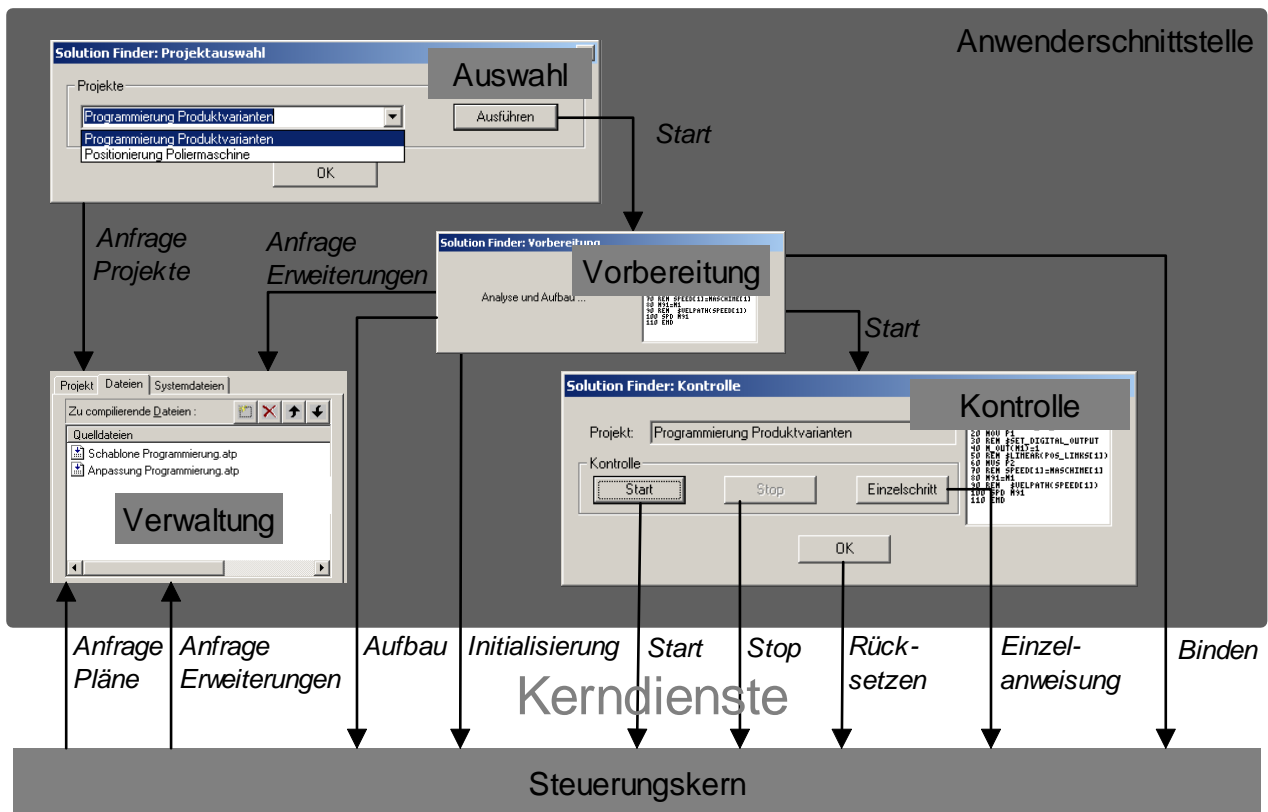 Anwenderschnittstelle
Solution Finder: Projektauswahl
Auswahl
Projekte
Programmierung Produktvarianten
Ausführen
Programmierung Produktvarianten
Positionierung Poliermaschine
OK
Start
Anfrage
Projekte
Anfrage
Erweiterungen
Solution Finder: Vorbereitung
Vorbereitung
Analyse und Aufbau ...
70 REM SPEED[1]=MASCHINE[1]
80 M91=M1
90 REM $VELPATH(SPEED[1])
100 SPD M91
110 END
Start
Projekt
Dateien
Systemdateien
Zu compilierende Dateien :
Quelldateien
Schablone Programmierung.atp
Anpassung Programmierung.atp
Verwaltung
Solution Finder: Kontrolle
Kontrolle
Projekt:
Programmierung Produktvarianten
20 MOV P1
30 REM $SET_DIGITAL_OUTPUT
40 M_OUT(M1)=1
50 REM $LINEAR(POS_LINKS[1])
60 MVS P2
70 REM SPEED[1]=MASCHINE[1]
80 M91=M1
90 REM $VELPATH(SPEED[1])
100 SPD M91
110 END
Kontrolle
Start
Stop
Einzelschritt
OK
Anfrage
Pläne
Anfrage
Erweiterungen
Aufbau
Initialisierung
Start
Stop
Rück-
setzen
Einzel-
anweisung
Binden
Kerndienste
Steuerungskern